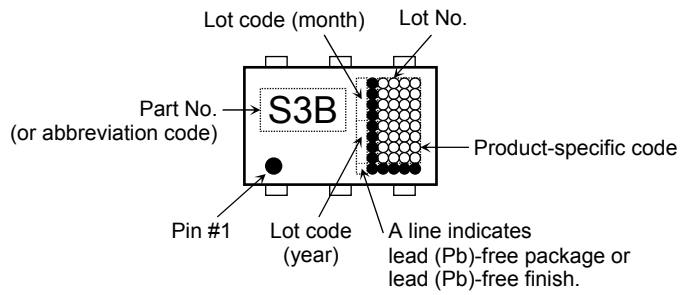 Lot code (month)
Lot No.
Part No.
(or abbreviation code)
S3B
Product-specific code
Pin #1
Lot code
(year)
A line indicates
lead (Pb)-free package or
lead (Pb)-free finish.